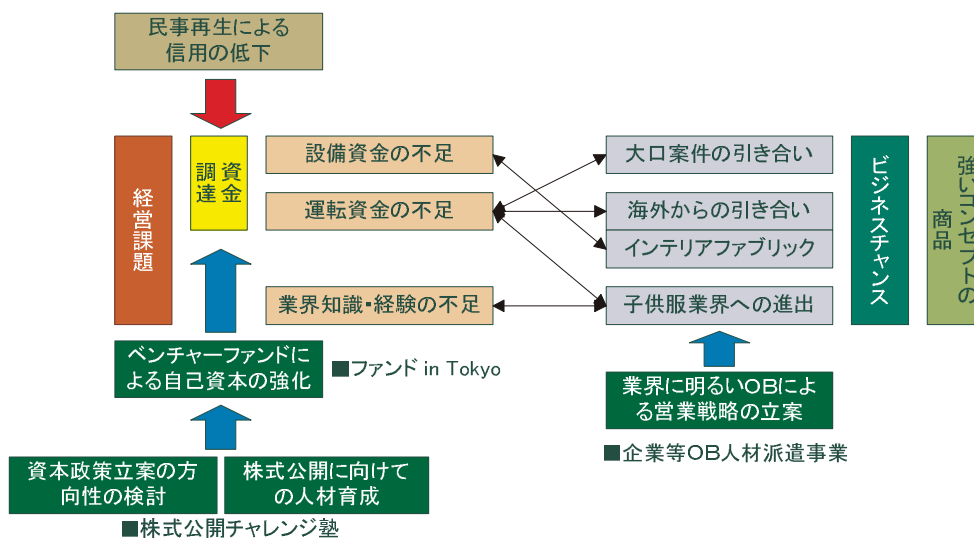 民事再生による
信用の低下
経営課題
資金
調達
設備資金の不足
運転資金の不足
業界知識・経験の不足
大口案件の引き合い
海外からの引き合い
インテリアファブリック
子供服業界への進出
ビジネスチャンス
強いコンセプトの
商品
ベンチャーファンドに
よる自己資本の強化
■ファンド in Tokyo
業界に明るいOBによ
る営業戦略の立案
■企業等OB人材派遣事業
資本政策立案の方
向性の検討
株式公開に向けて
の人材育成
■株式公開チャレンジ塾